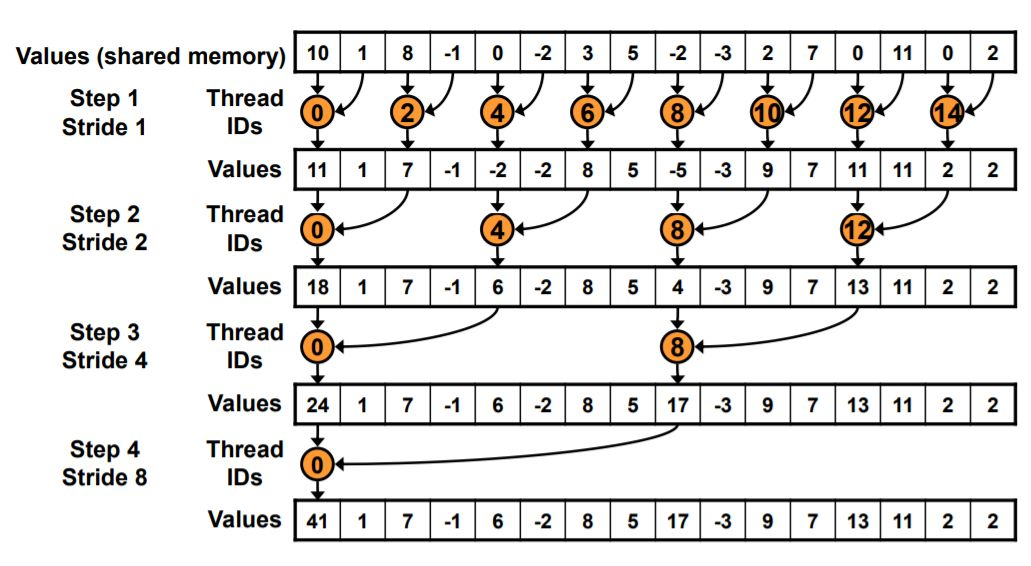 Values (shared memory) 10 1 8 -1 0 -2 3 5 -2 -3 2 7 0 11 0 2
Step 1 Thread 0 2 4 6 8 10 12 14
Stride 1 IDs
Values 11 1 7 -1 -2 -2 8 5 -5 -3 9 7 11 11 2 2
Step 2 Thread 0 4 8 12
Stride 2 IDs
Values 18 1 7 -1 6 -2 8 5 4 -3 9 7 13 11 2 2
Step 3 Thread 0 8
Stride 4 IDs
Values 24 1 7 -1 6 -2 8 5 17 -3 9 7 13 11 2 2
Step 4 Thread 0
Stride 8 IDs
Values 41 1 7 -1 6 -2 8 5 17 -3 9 7 13 11 2 2